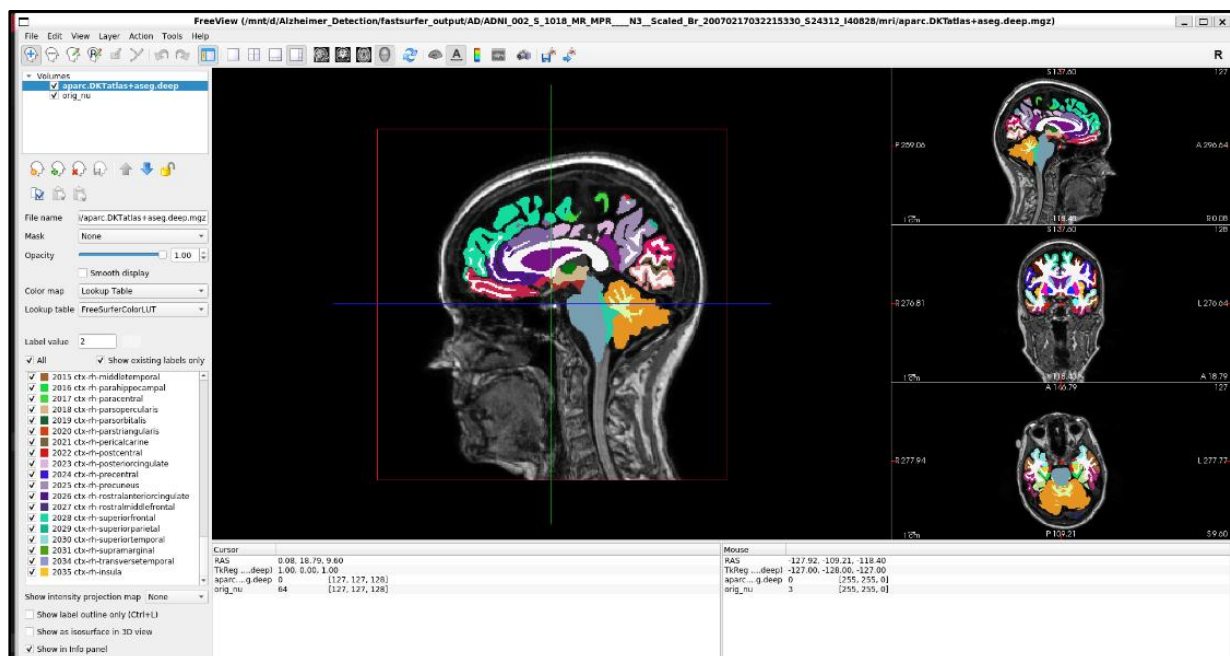 FreeView (/mnt/d/Alzheimer_Detection/fastsurfer_output/AD/ADNI_002_S_1018_MR_MPR____N3__Scaled_Br_20070217032215330_S24312_I40828/mri/aparc.DKTatlas+aseg.deep.mgz)
File Edit View Layer Action Tools Help
R
Volumes
aparc.DKTatlas+aseg.deep
orig_nu
File name i/aparc.DKTatlas+aseg.deep.mgz
Mask None
Opacity 1.00
Smooth display
Color map Lookup Table
Lookup table FreeSurferColorLUT
Label value 2
All Show existing labels only
2015 ctx-rh-middletemporal
2016 ctx-rh-parahippocampal
2017 ctx-rh-paracentral
2018 ctx-rh-parsopercularis
2019 ctx-rh-parsorbitalis
2020 ctx-rh-parstriangularis
2021 ctx-rh-pericalcarine
2022 ctx-rh-postcentral
2023 ctx-rh-posteriorcingulate
2024 ctx-rh-precentral
2025 ctx-rh-precuneus
2026 ctx-rh-rostralanteriorcingulate
2027 ctx-rh-rostralmiddlefrontal
2028 ctx-rh-superiorfrontal
2029 ctx-rh-superiorparietal
2030 ctx-rh-superiortemporal
2031 ctx-rh-supramarginal
2034 ctx-rh-transversetemporal
2035 ctx-rh-insula
Show intensity projection map None
Show label outline only (Ctrl+L)
Show as isosurface in 3D view
Show in Info panel
S 137.60 127
A 296.64
R 0.08
S 137.60 128
R 276.81 L 276.64
A 18.79
A 146.79 127
R 277.94 L 277.77
P 109.21 S 9.60
Cursor
RAS 0.08, 18.79, 9.60
TkReg ....deep) 1.00, 0.00, 1.00
aparc....g.deep 0 [127, 127, 128]
orig_nu 64 [127, 127, 128]
Mouse
RAS -127.92, -109.21, -118.40
TkReg ....deep) -127.00, -128.00, -127.00
aparc....g.deep 0 [255, 255, 0]
orig_nu 3 [255, 255, 0]